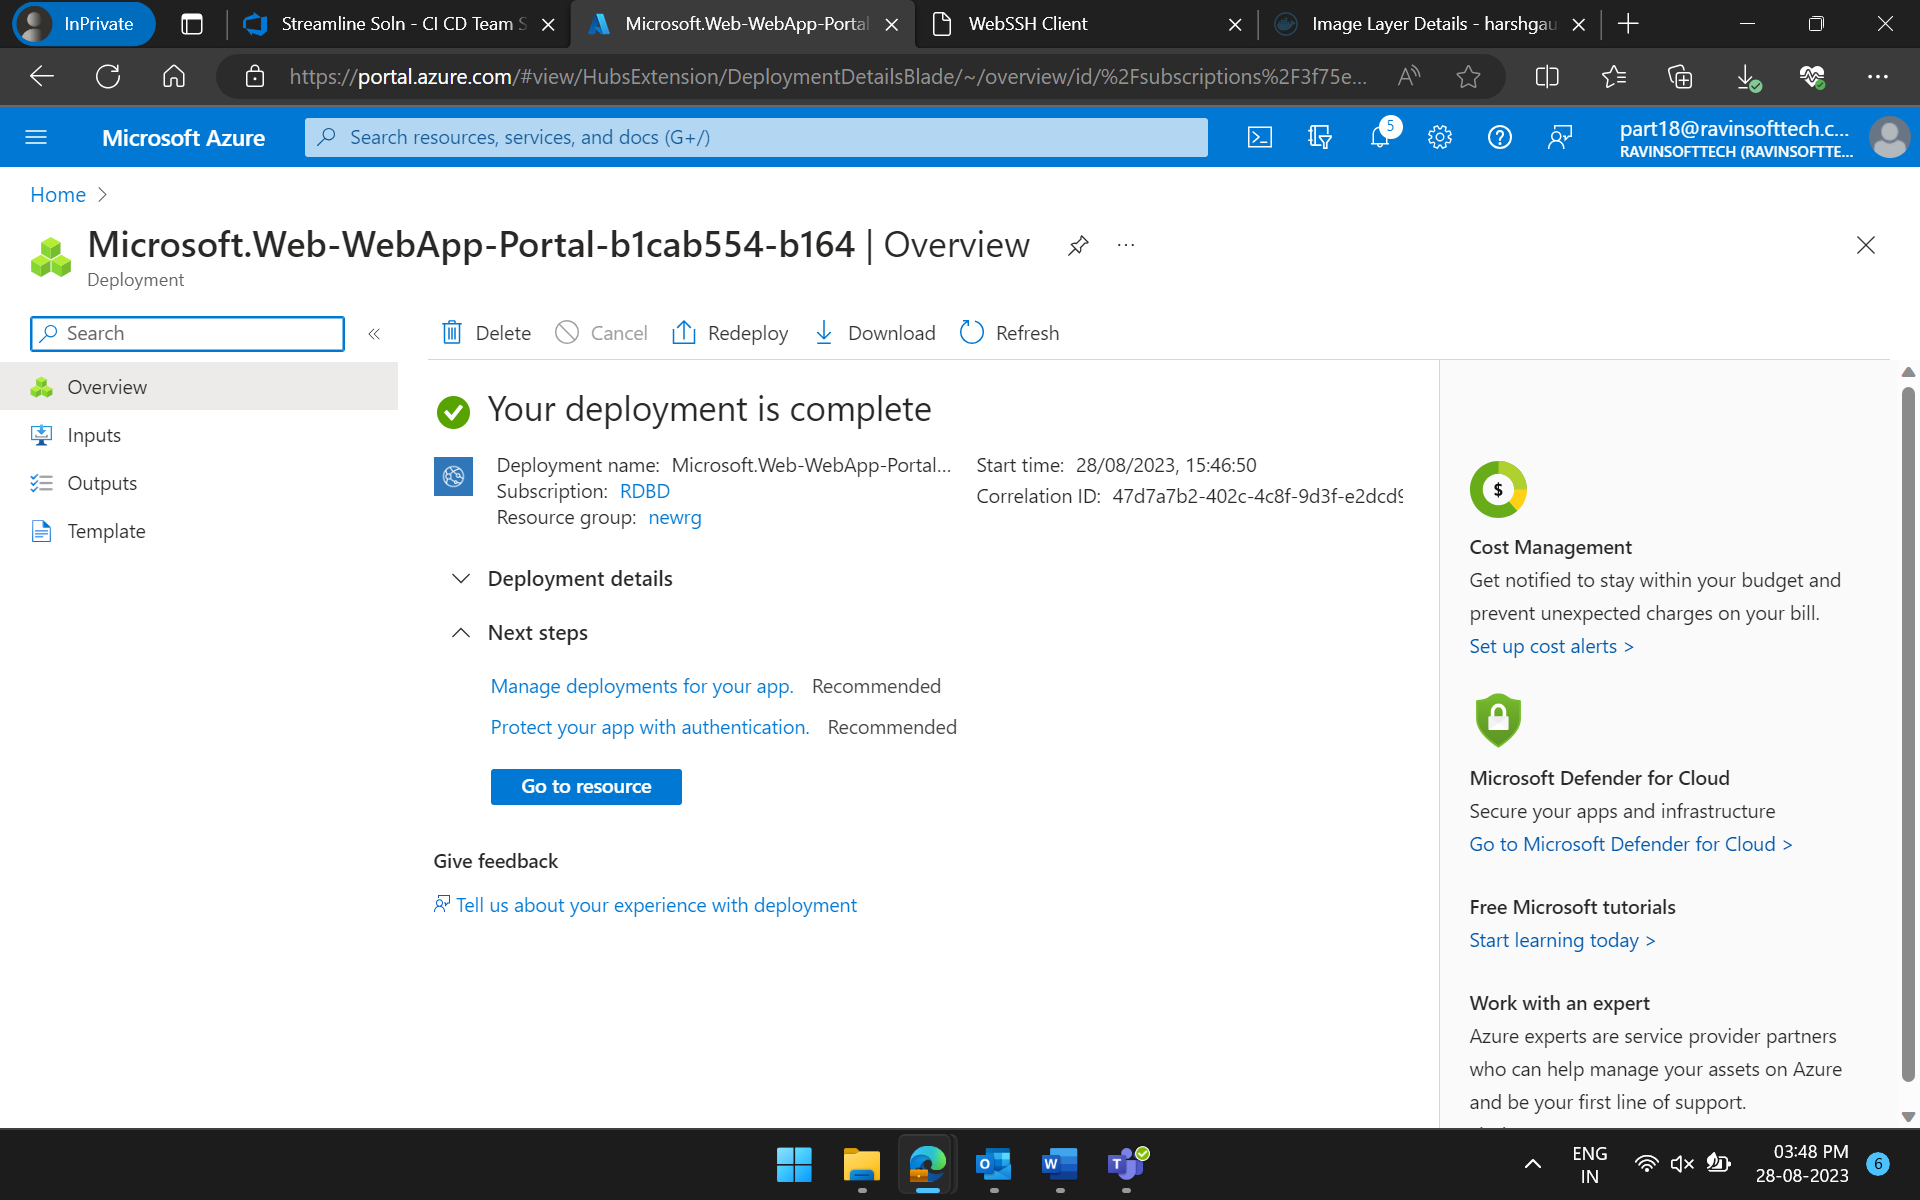 InPrivate
Streamline Soln - CI CD Team S
Microsoft.Web-WebApp-Portal
WebSSH Client
Image Layer Details - harshgau
https://portal.azure.com/#view/HubsExtension/DeploymentDetailsBlade/~/overview/id/%2Fsubscriptions%2F3f75e...
Microsoft Azure
Search resources, services, and docs (G+/)
5
part18@ravinsofttech.c...
RAVINSOFTTECH (RAVINSOFTTE...
Home
Microsoft.Web-WebApp-Portal-b1cab554-b164 | Overview
Deployment
Search
Delete
Cancel
Redeploy
Download
Refresh
Overview
Inputs
Outputs
Template
Your deployment is complete
Deployment name: Microsoft.Web-WebApp-Portal...
Subscription: RDBD
Resource group: newrg
Start time: 28/08/2023, 15:46:50
Correlation ID: 47d7a7b2-402c-4c8f-9d3f-e2dcd9
Deployment details
Next steps
Manage deployments for your app. Recommended
Protect your app with authentication. Recommended
Go to resource
Give feedback
Tell us about your experience with deployment
$
Cost Management
Get notified to stay within your budget and
prevent unexpected charges on your bill.
Set up cost alerts >
Microsoft Defender for Cloud
Secure your apps and infrastructure
Go to Microsoft Defender for Cloud >
Free Microsoft tutorials
Start learning today >
Work with an expert
Azure experts are service provider partners
who can help manage your assets on Azure
and be your first line of support.
ENG
IN
03:48 PM
28-08-2023
6